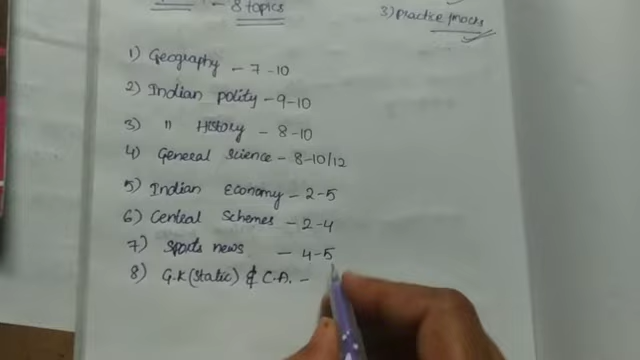 - 8 topics
3) Practice mocks
1) Geography - 7-10
2) Indian polity - 9-10
3) " History - 8-10
4) General science - 8-10/12
5) Indian Economy - 2-5
6) Central Schemes - 2-4
7) Sports news - 4-5
8) G.K (Static) & C.A. -